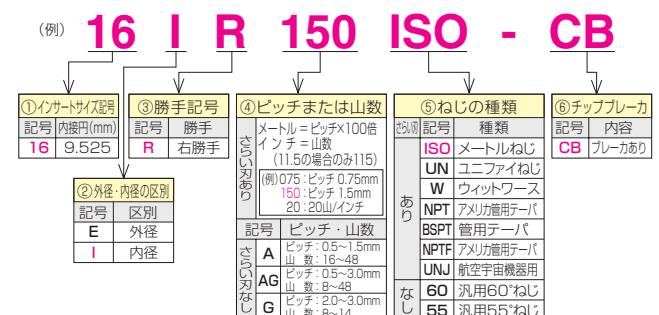 (例) 16 I R 150 ISO - CB
①インサートサイズ記号
記号 内接円(mm)
16 9.525
②外径・内径の区別
記号 区別
E 外径
I 内径
③勝手記号
記号 勝手
R 右勝手
④ピッチまたは山数
さらい刃あり
メートル＝ピッチ×100倍
インチ＝山数
(11.5の場合のみ115)
(例)075：ピッチ 0.75mm
150：ピッチ 1.5mm
20：20山/インチ
記号 ピッチ・山数
さらい刃なし
A ピッチ：0.5~1.5mm
山 数：16~48
AG ピッチ：0.5~3.0mm
山 数：8~48
G ピッチ：2.0~3.0mm
山 数：8~14
⑤ねじの種類
さらい刃 記号 種類
あり
ISO メートルねじ
UN ユニファイねじ
W ウィットワース
NPT アメリカ管用テーパ
BSPT 管用テーパ
NPTF アメリカ管用テーパ
UNJ 航空宇宙機器用
なし
60 汎用60°ねじ
55 汎用55°ねじ
⑥チップブレーカ
記号 内容
CB ブレーカあり